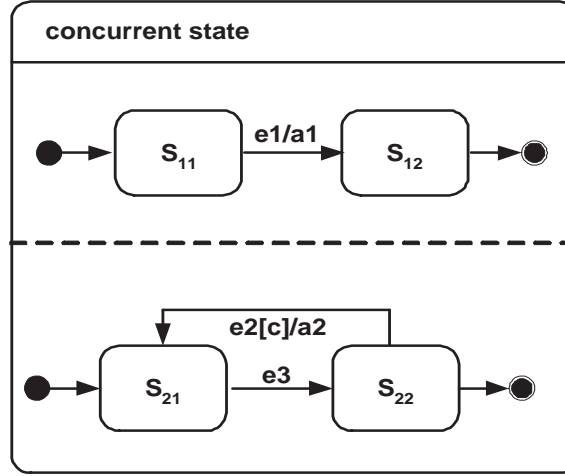 concurrent state
e1/a1
S11
S12
e2[c]/a2
e3
S21
S22